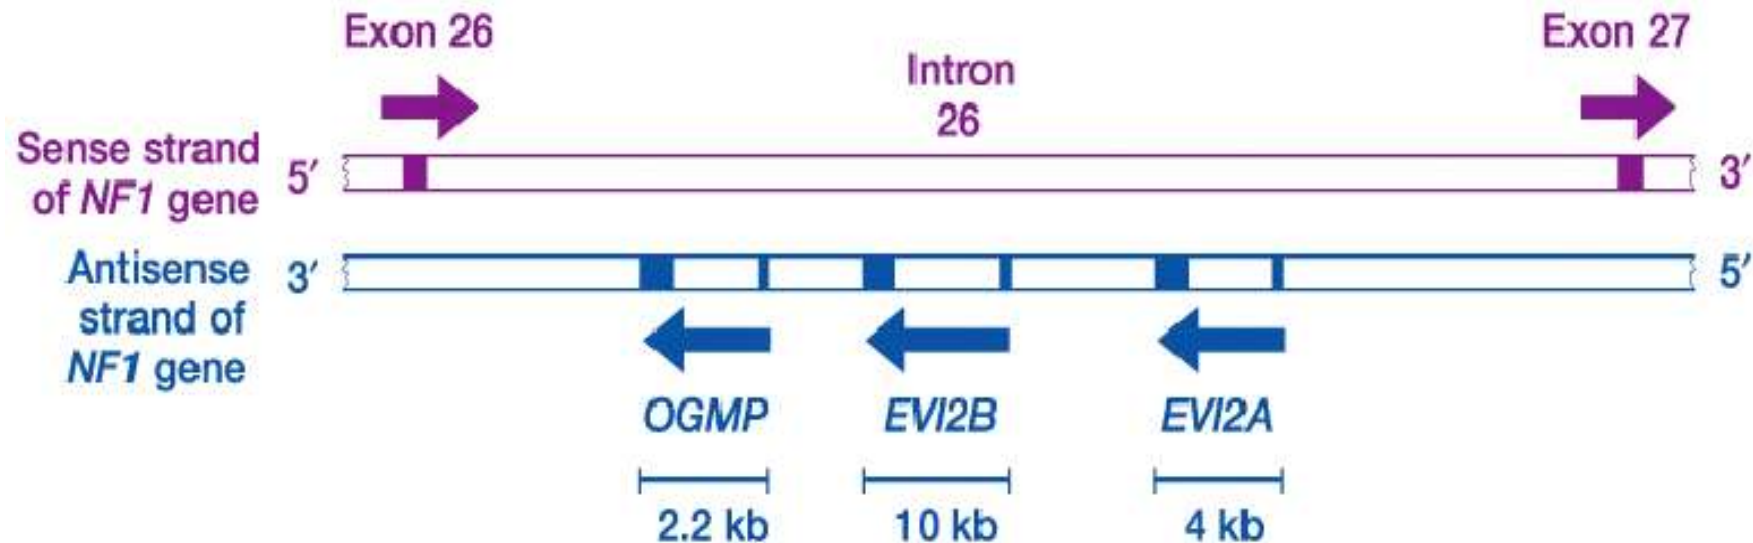 Exon 26
Exon 27
Intron
26
Sense strand
of NF1 gene
5′
3′
Antisense
strand of
NF1 gene
3′
5′
OGMP
EVI2B
EVI2A
2.2 kb
10 kb
4 kb